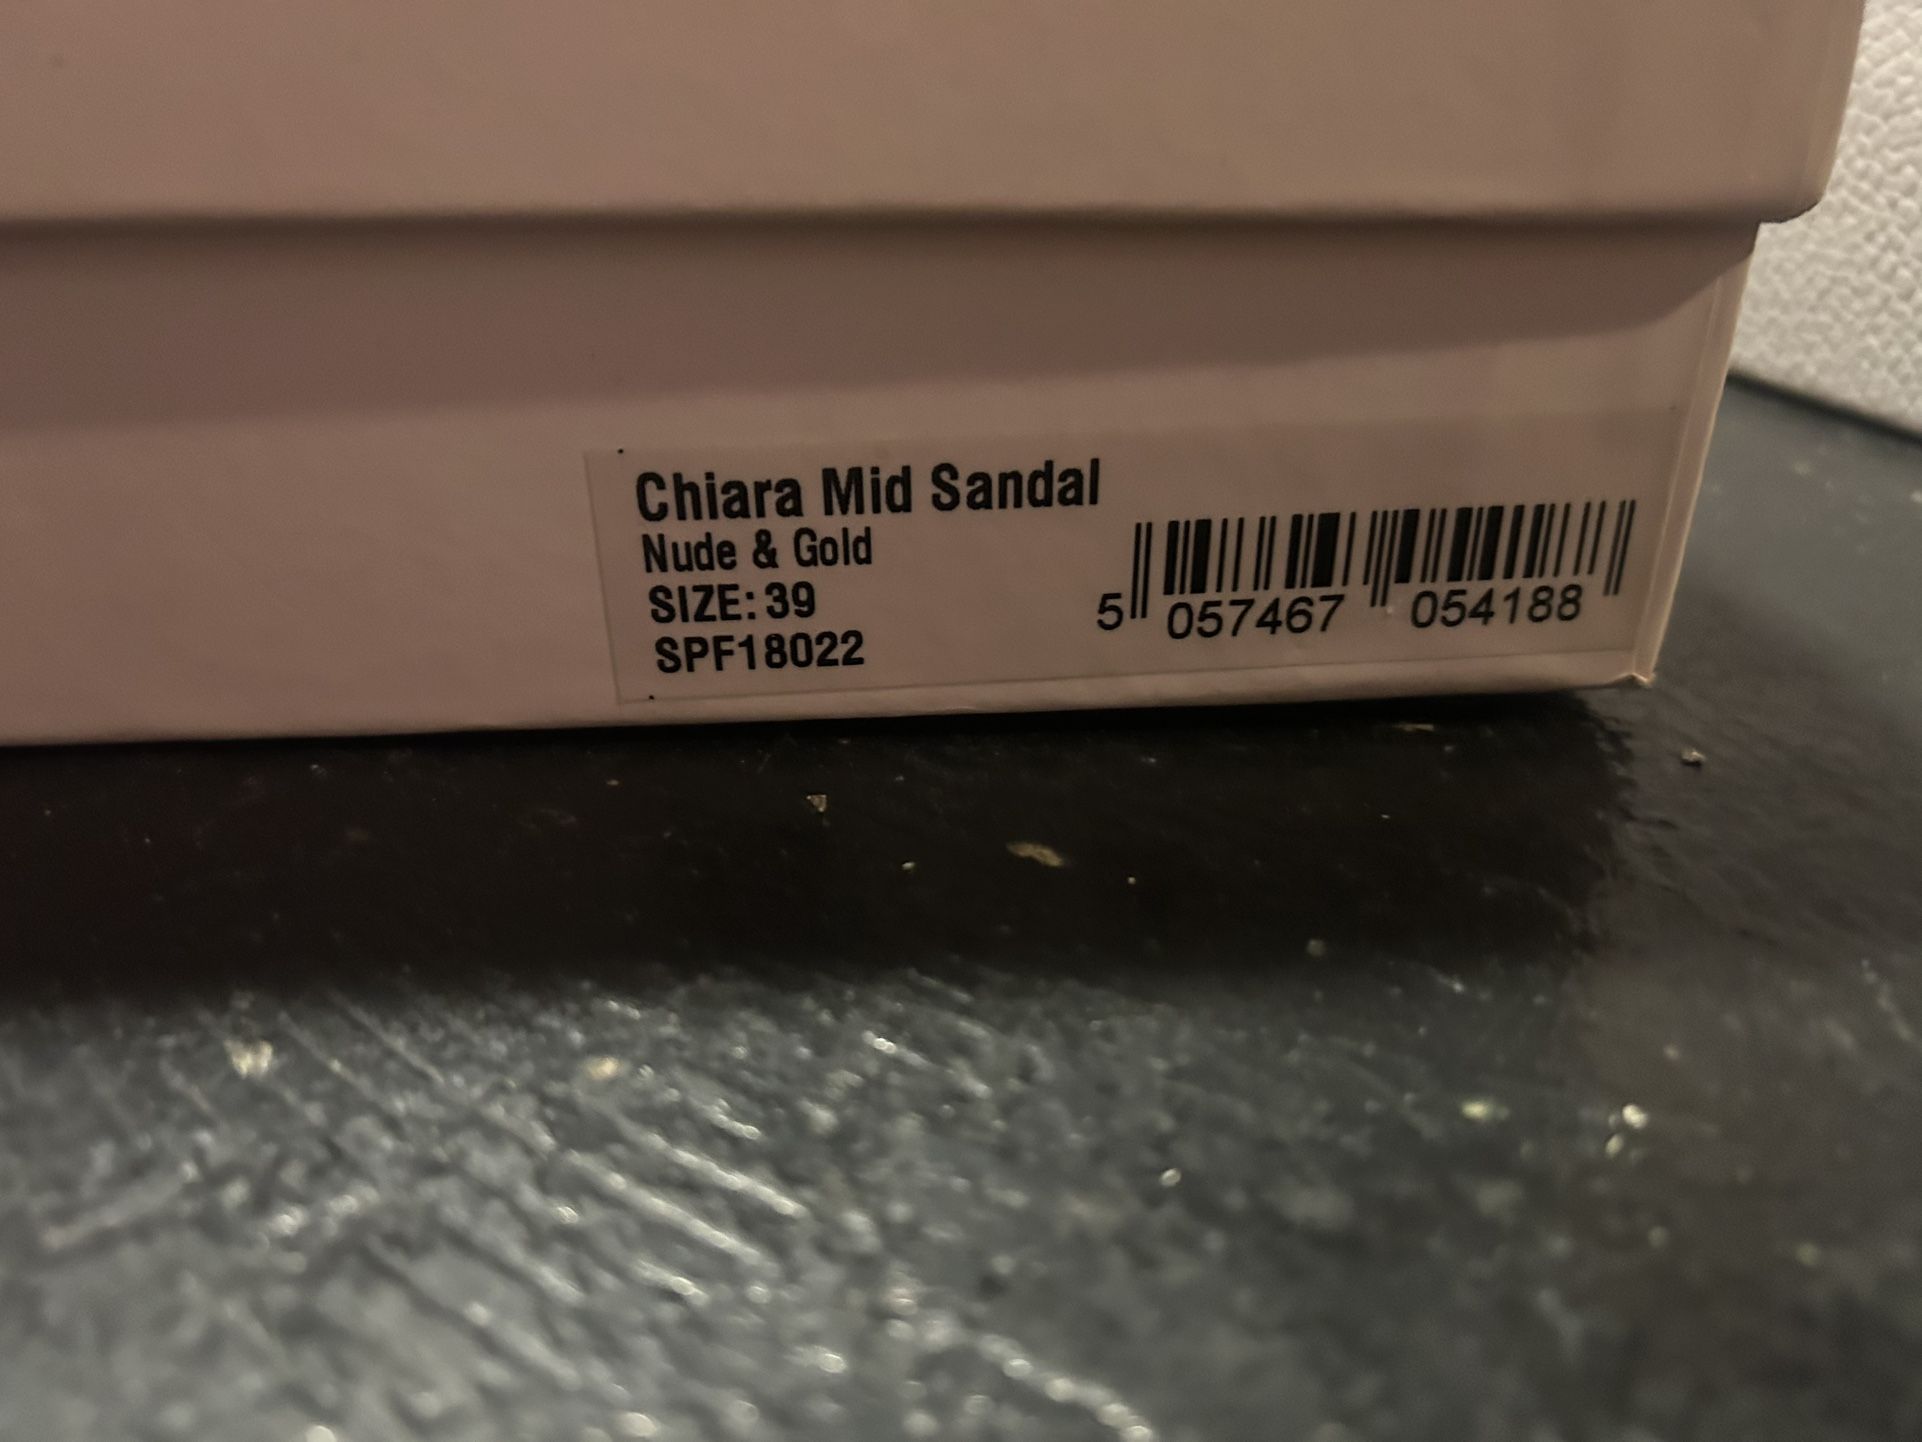 Chiara Mid Sandal
Nude & Gold
SIZE: 39
SPF18022
5 057467 054188